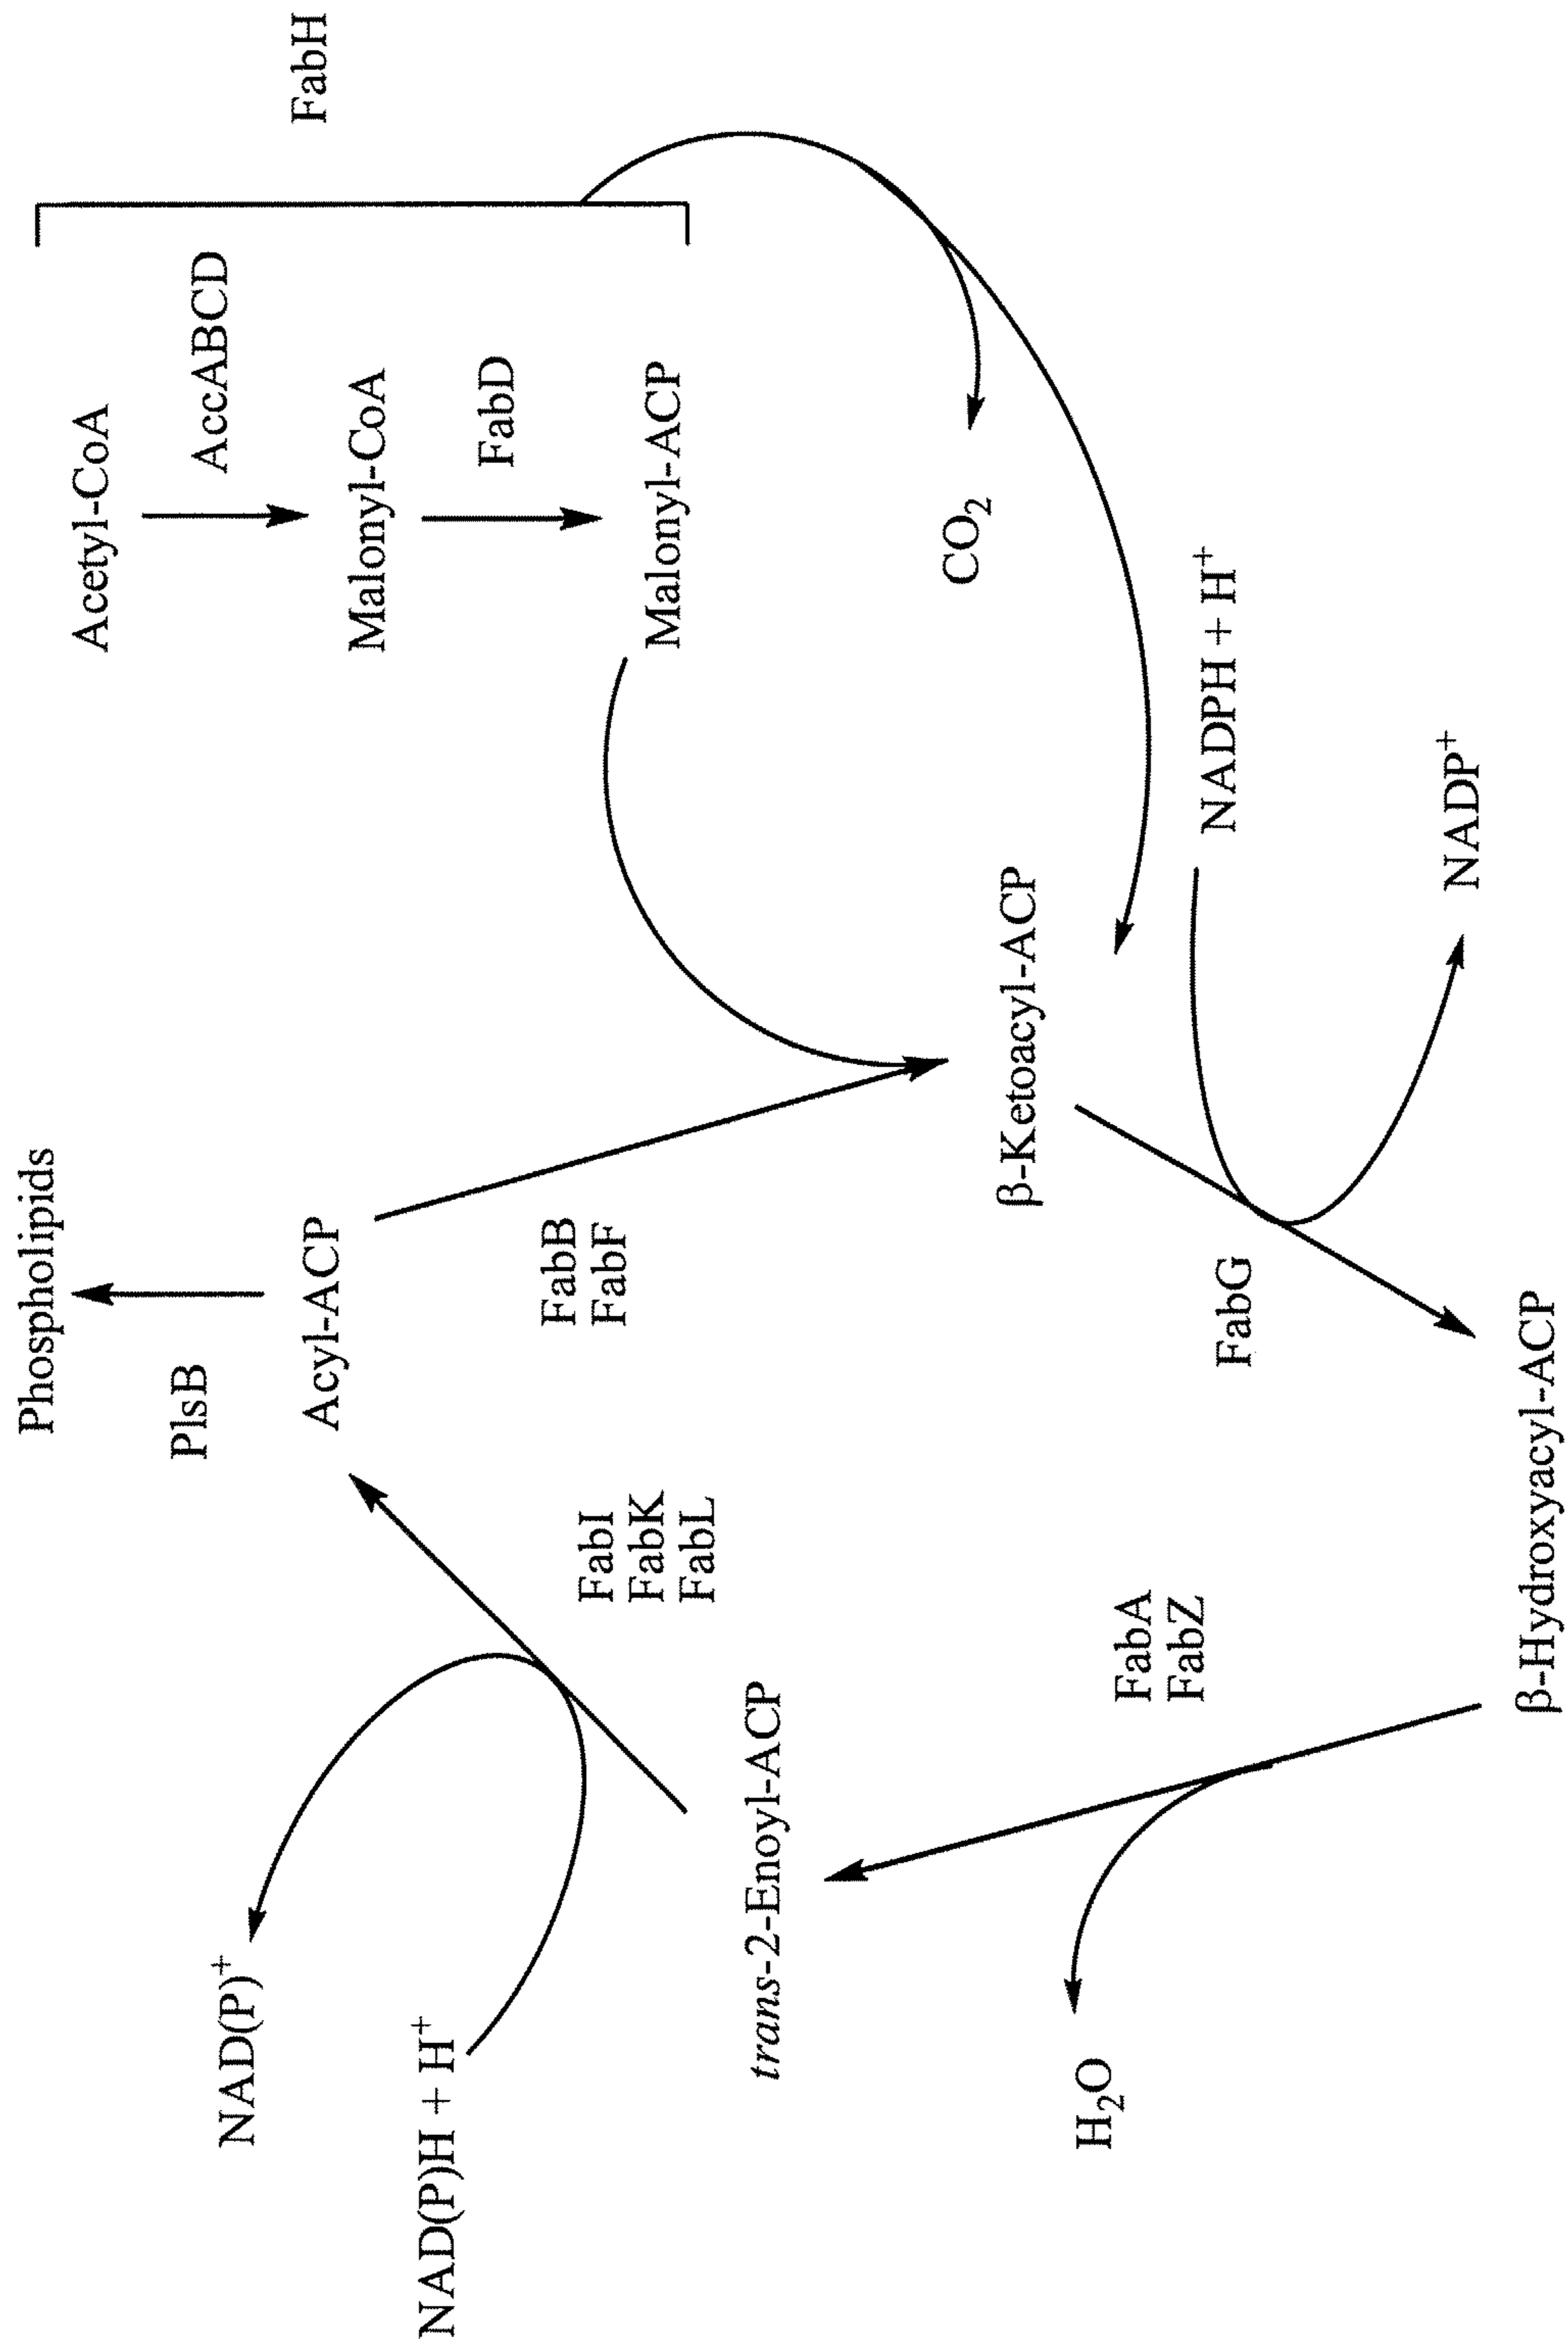 Phospholipids
PlsB
Acyl-ACP
Acetyl-CoA
AccABCD
Malonyl-CoA
FabD
Malonyl-ACP
FabH
NAD(P)⁺
NAD(P)H + H⁺
FabI
FabK
FabL
FabB
FabF
trans-2-Enoyl-ACP
CO₂
β-Ketoacyl-ACP
H₂O
FabA
FabZ
FabG
NADPH + H⁺
NADP⁺
β-Hydroxyacyl-ACP